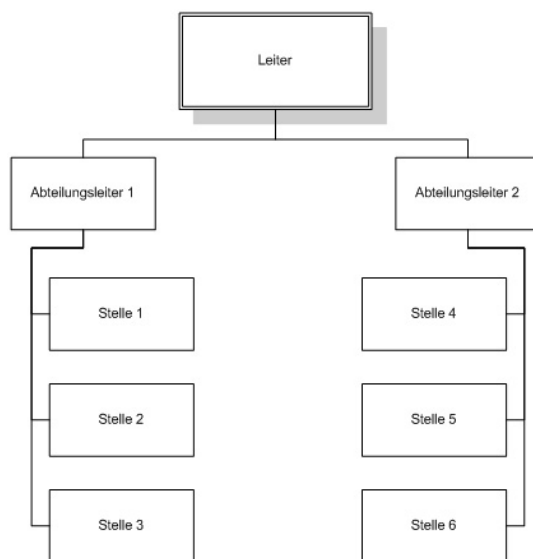 Leiter
Abteilungsleiter 1
Abteilungsleiter 2
Stelle 1
Stelle 4
Stelle 2
Stelle 5
Stelle 3
Stelle 6